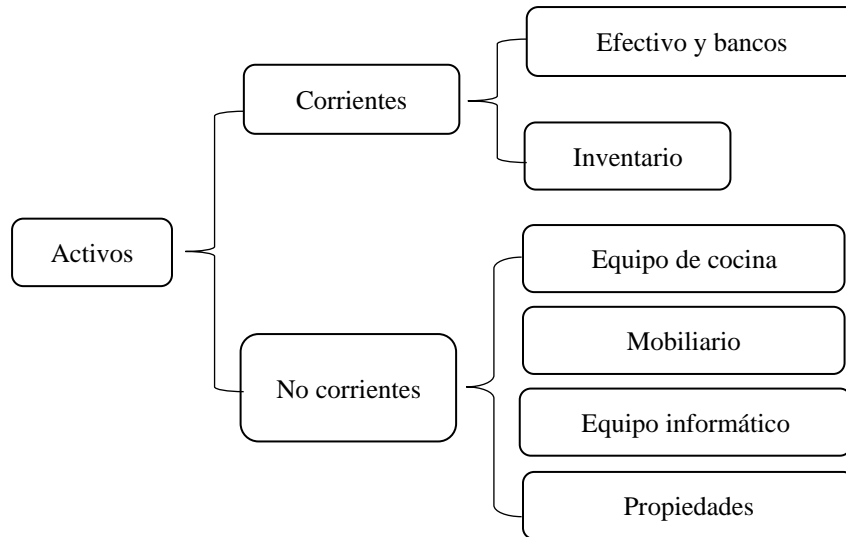 Activos
Corrientes
Efectivo y bancos
Inventario
No corrientes
Equipo de cocina
Mobiliario
Equipo informático
Propiedades